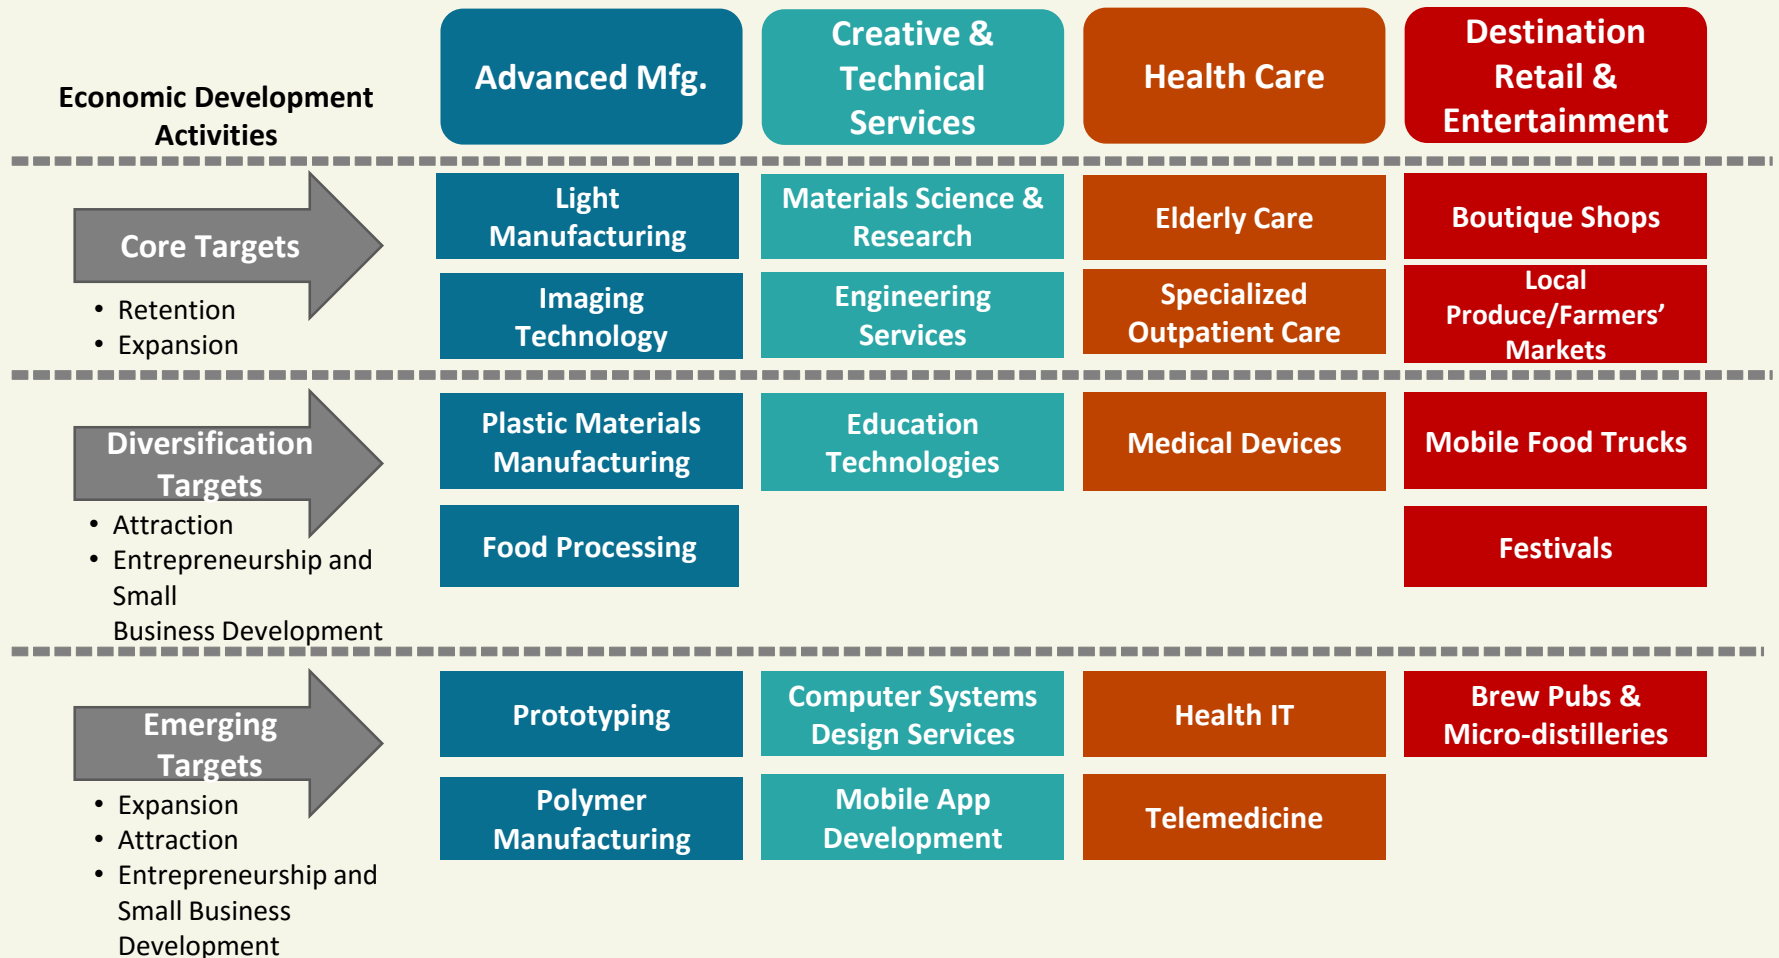 Economic Development
Activities
Advanced Mfg.
Creative &
Technical
Services
Health Care
Destination
Retail &
Entertainment
Core Targets
• Retention
• Expansion
Light
Manufacturing
Materials Science &
Research
Elderly Care
Boutique Shops
Imaging
Technology
Engineering
Services
Specialized
Outpatient Care
Local
Produce/Farmers’
Markets
Diversification
Targets
• Attraction
• Entrepreneurship and
Small
Business Development
Plastic Materials
Manufacturing
Education
Technologies
Medical Devices
Mobile Food Trucks
Food Processing
Festivals
Emerging
Targets
• Expansion
• Attraction
• Entrepreneurship and
Small Business
Development
Prototyping
Computer Systems
Design Services
Health IT
Brew Pubs &
Micro-distilleries
Polymer
Manufacturing
Mobile App
Development
Telemedicine